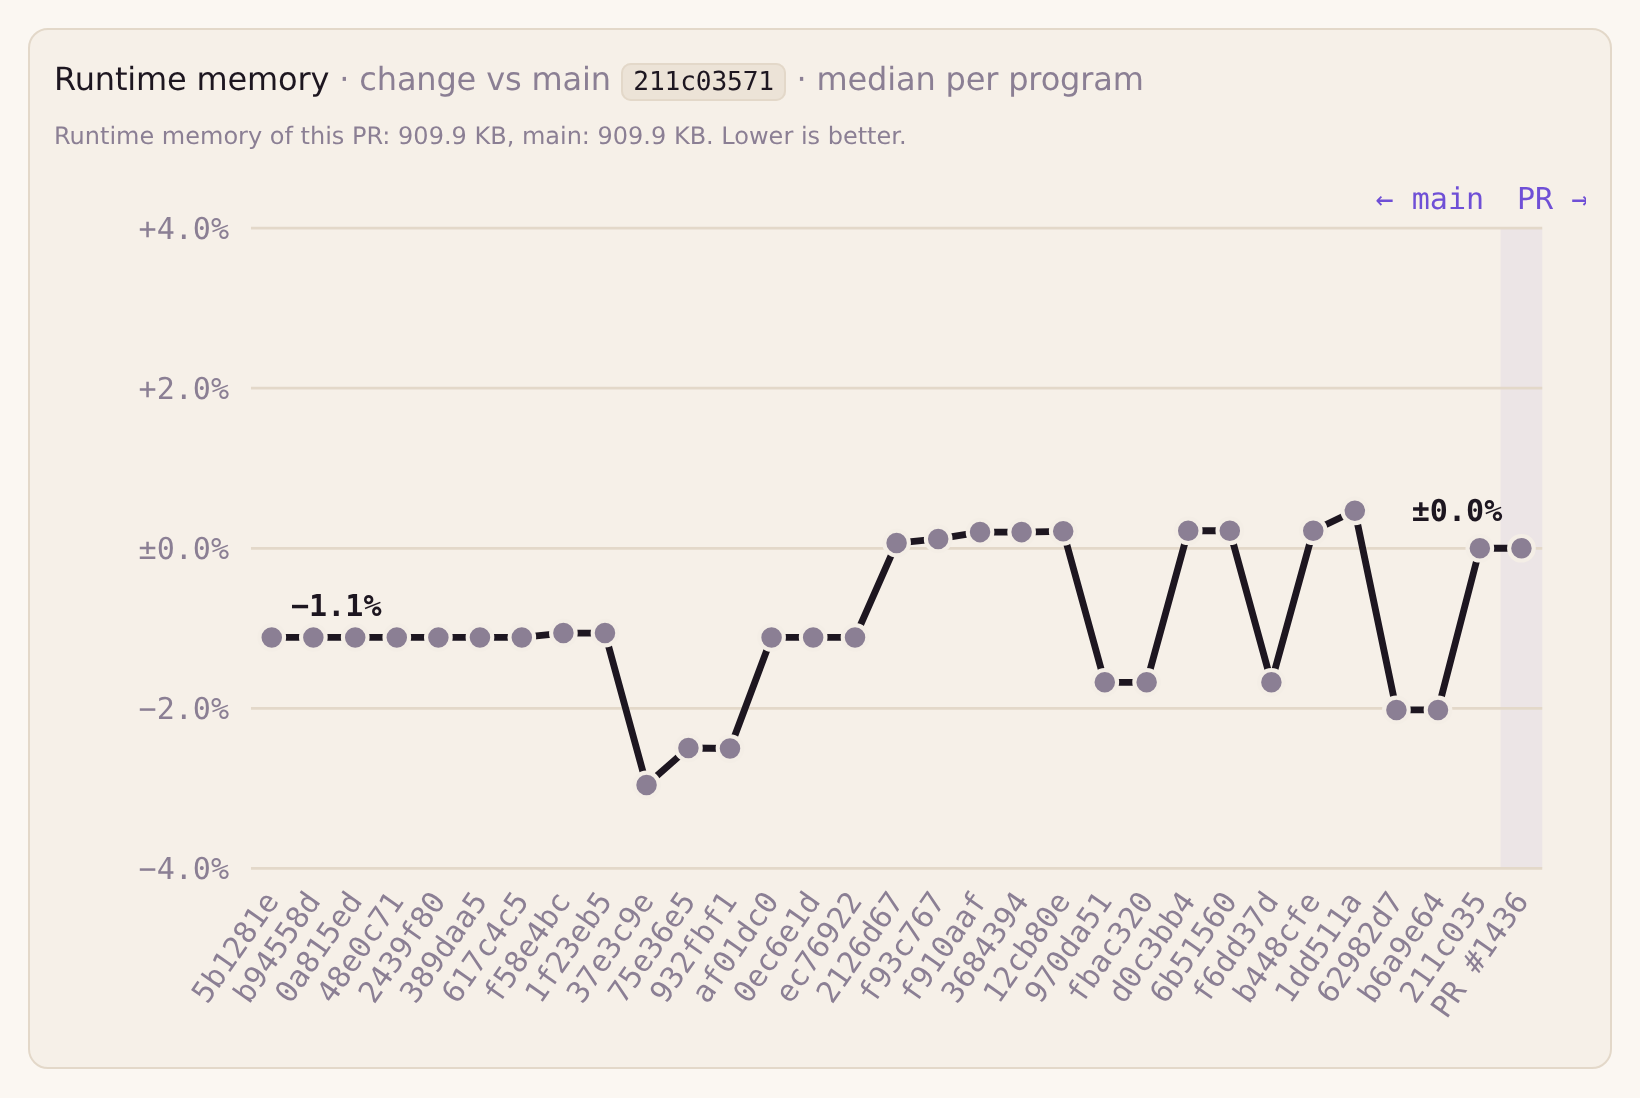 Runtime memory · change vs main 211c03571 · median per program
Runtime memory of this PR: 909.9 KB, main: 909.9 KB. Lower is better.
← main PR →
+4.0%
+2.0%
±0.0%
−2.0%
−4.0%
−1.1%
±0.0%
5b1281e
b94558d
0a815ed
48e0c71
2439f80
389daa5
617c4c5
f58e4bc
1f23eb5
37e3c9e
75e36e5
932fbf1
af01dc0
0ec6e1d
ec76922
2126d67
f93c767
f910aaf
3684394
12cb80e
970da51
fbac320
d0c3bb4
6b51560
f6dd37d
b448cfe
1dd511a
62982d7
b6a9e64
211c035
PR #1436